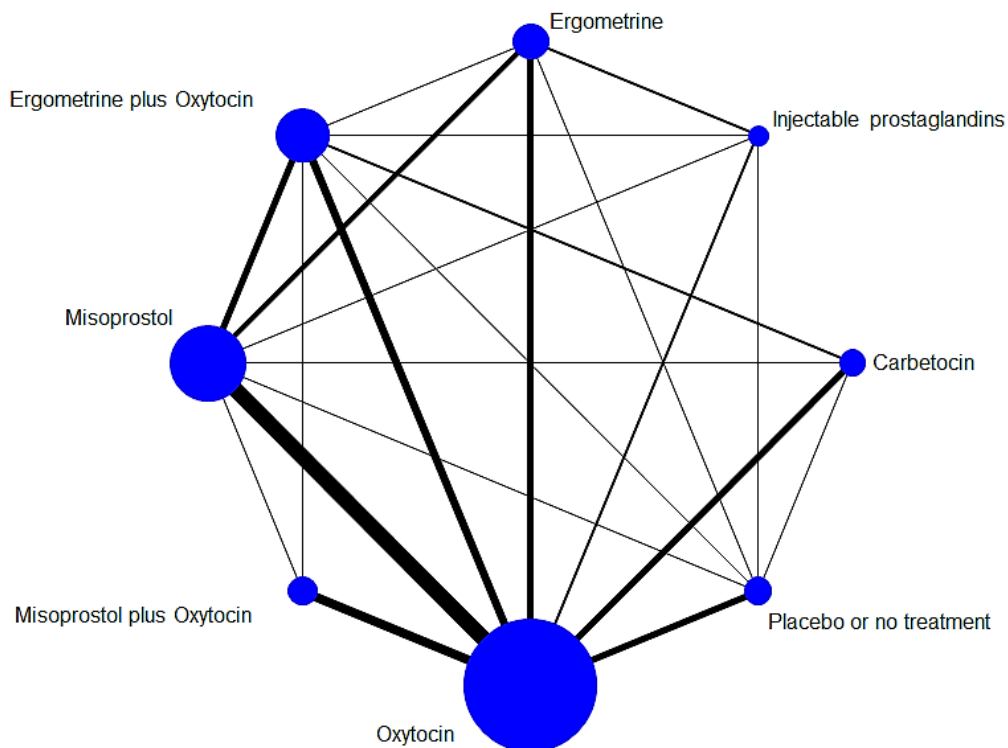 Ergometrine
Ergometrine plus Oxytocin
Injectable prostaglandins
Misoprostol
Carbetocin
Misoprostol plus Oxytocin
Placebo or no treatment
Oxytocin